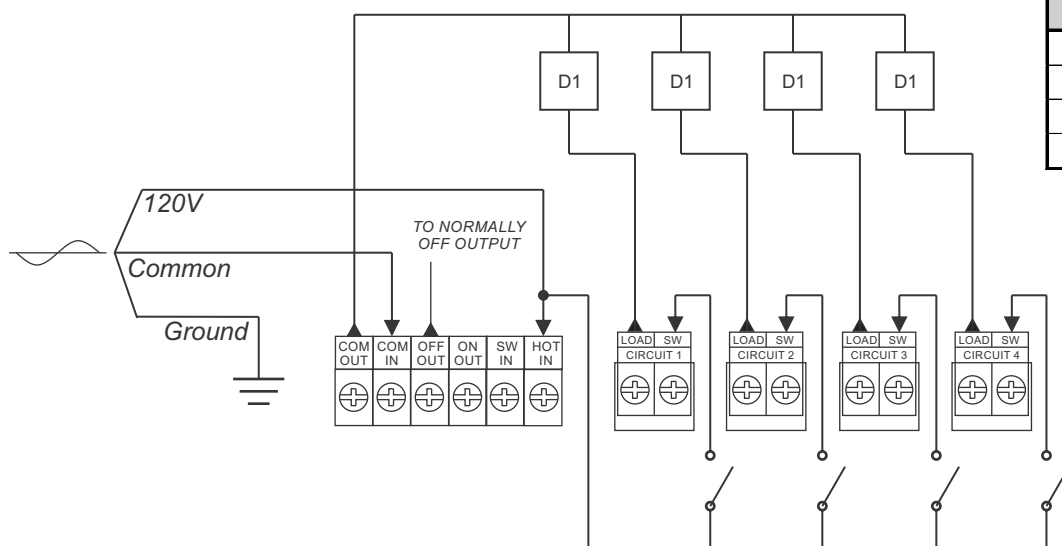 D1 D1 D1 D1
120V
TO NORMALLY
OFF OUTPUT
Common
Ground
COM OUT
COM IN
OFF OUT
ON OUT
SW IN
HOT IN
LOAD SW
CIRCUIT 1
LOAD SW
CIRCUIT 2
LOAD SW
CIRCUIT 3
LOAD SW
CIRCUIT 4